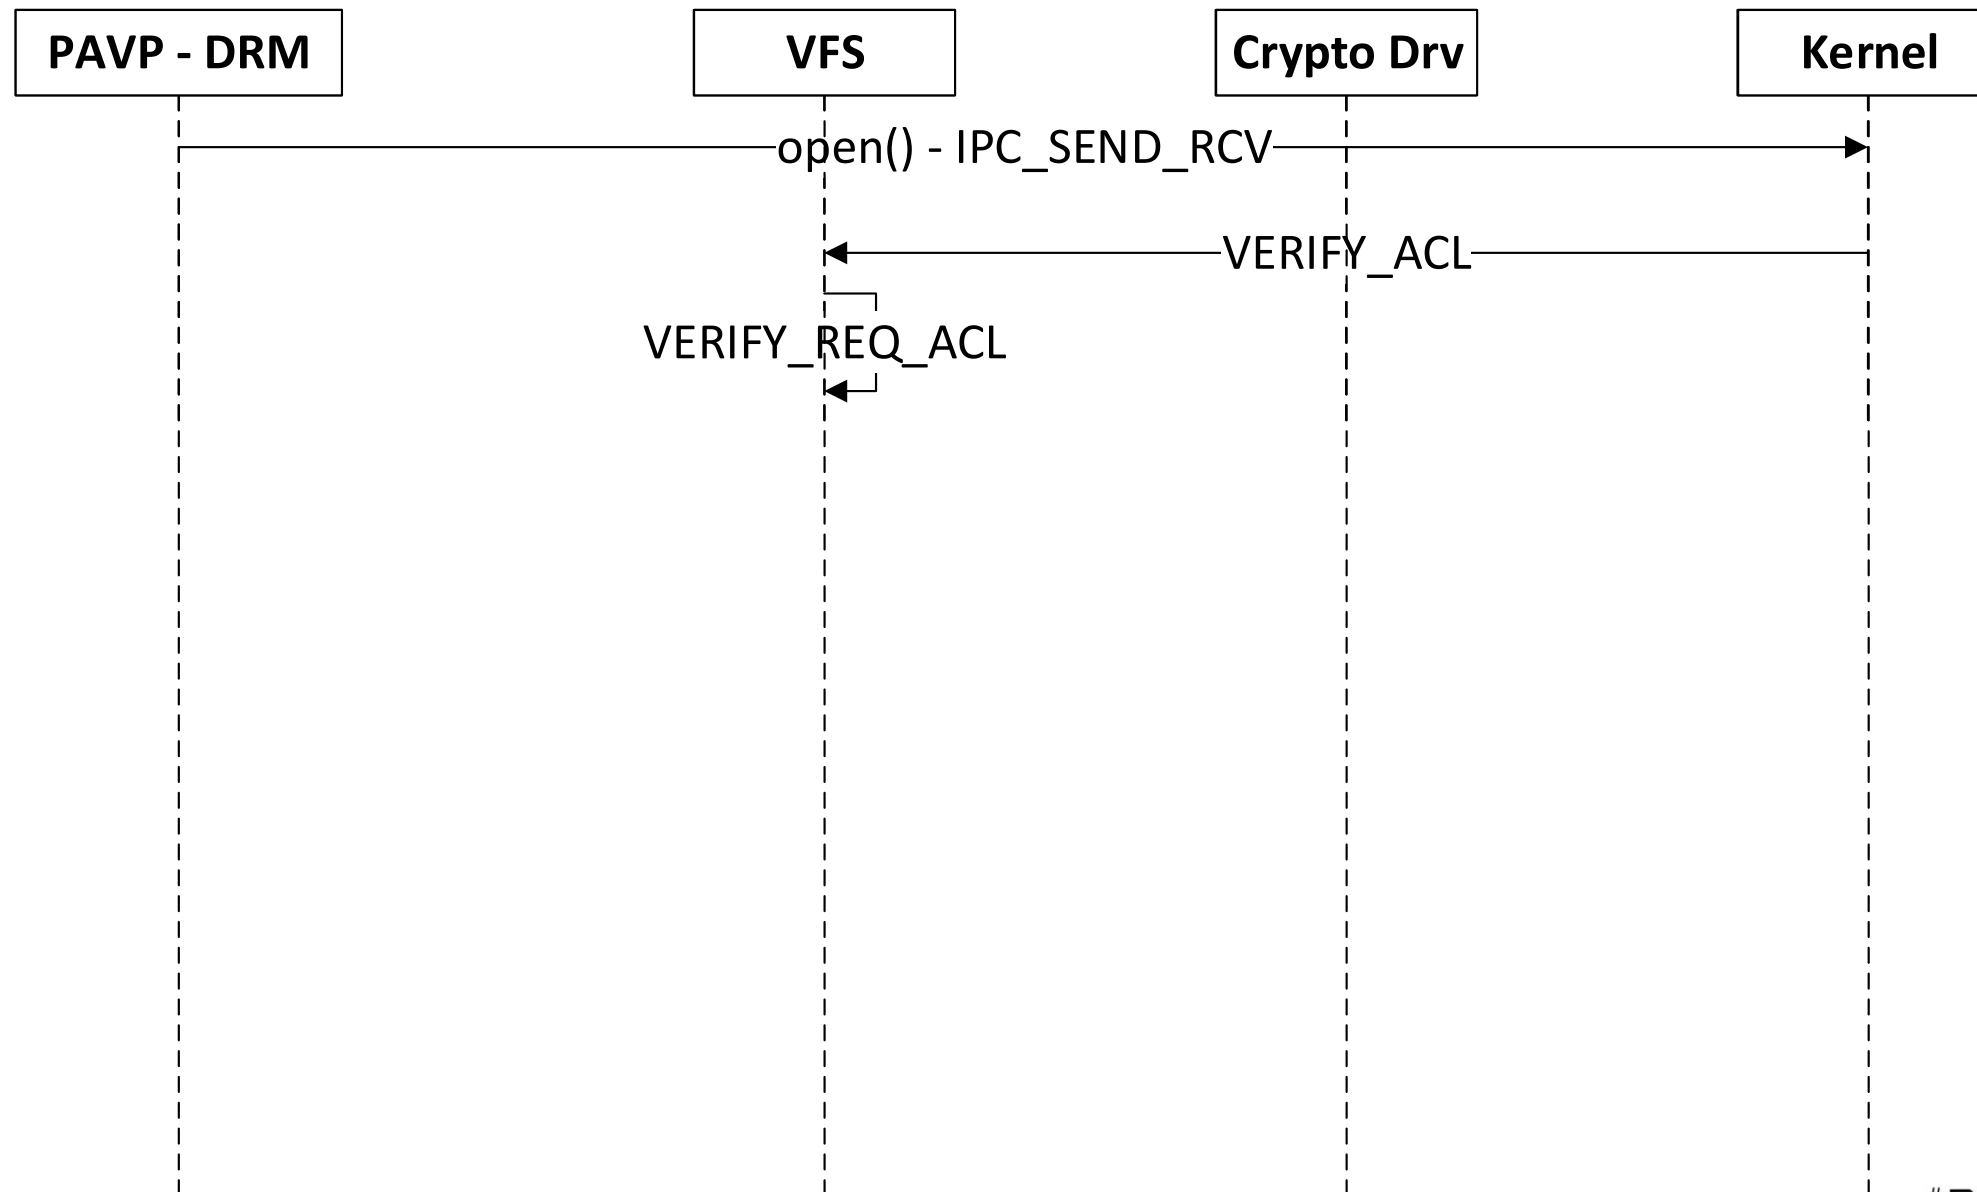 PAVP - DRM
VFS
Crypto Drv
Kernel
open() - IPC_SEND_RCV
VERIFY_ACL
VERIFY_REQ_ACL